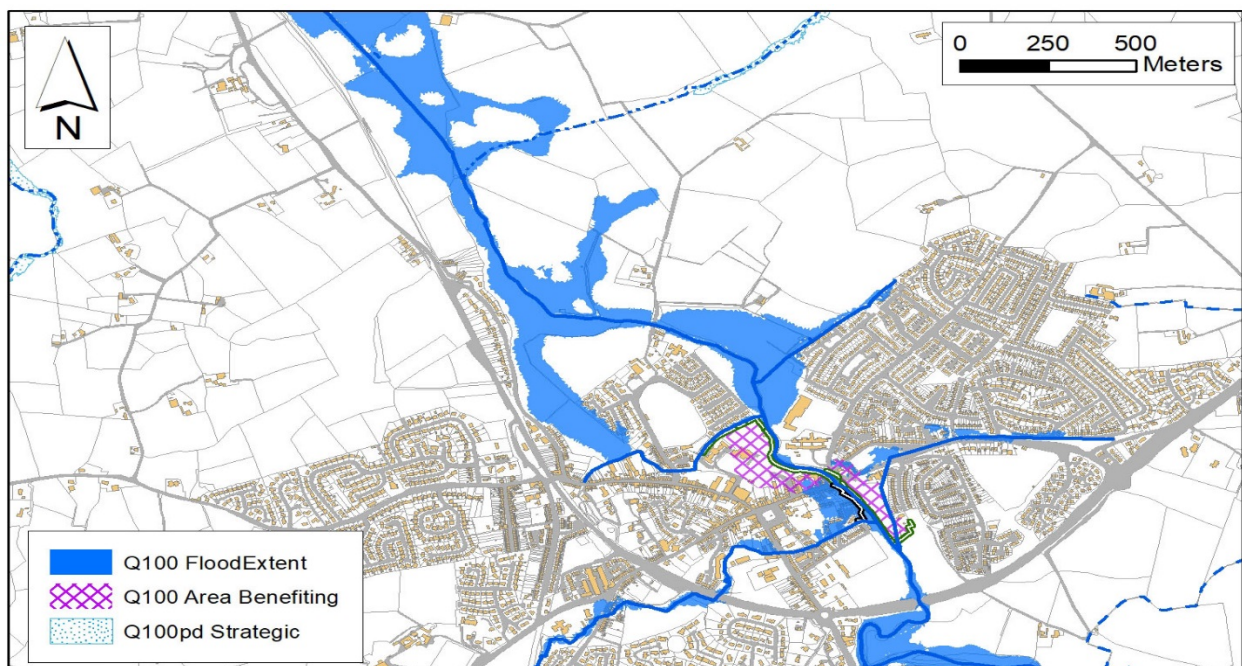 N
0 250 500
Meters
Q100 FloodExtent
Q100 Area Benefiting
Q100pd Strategic